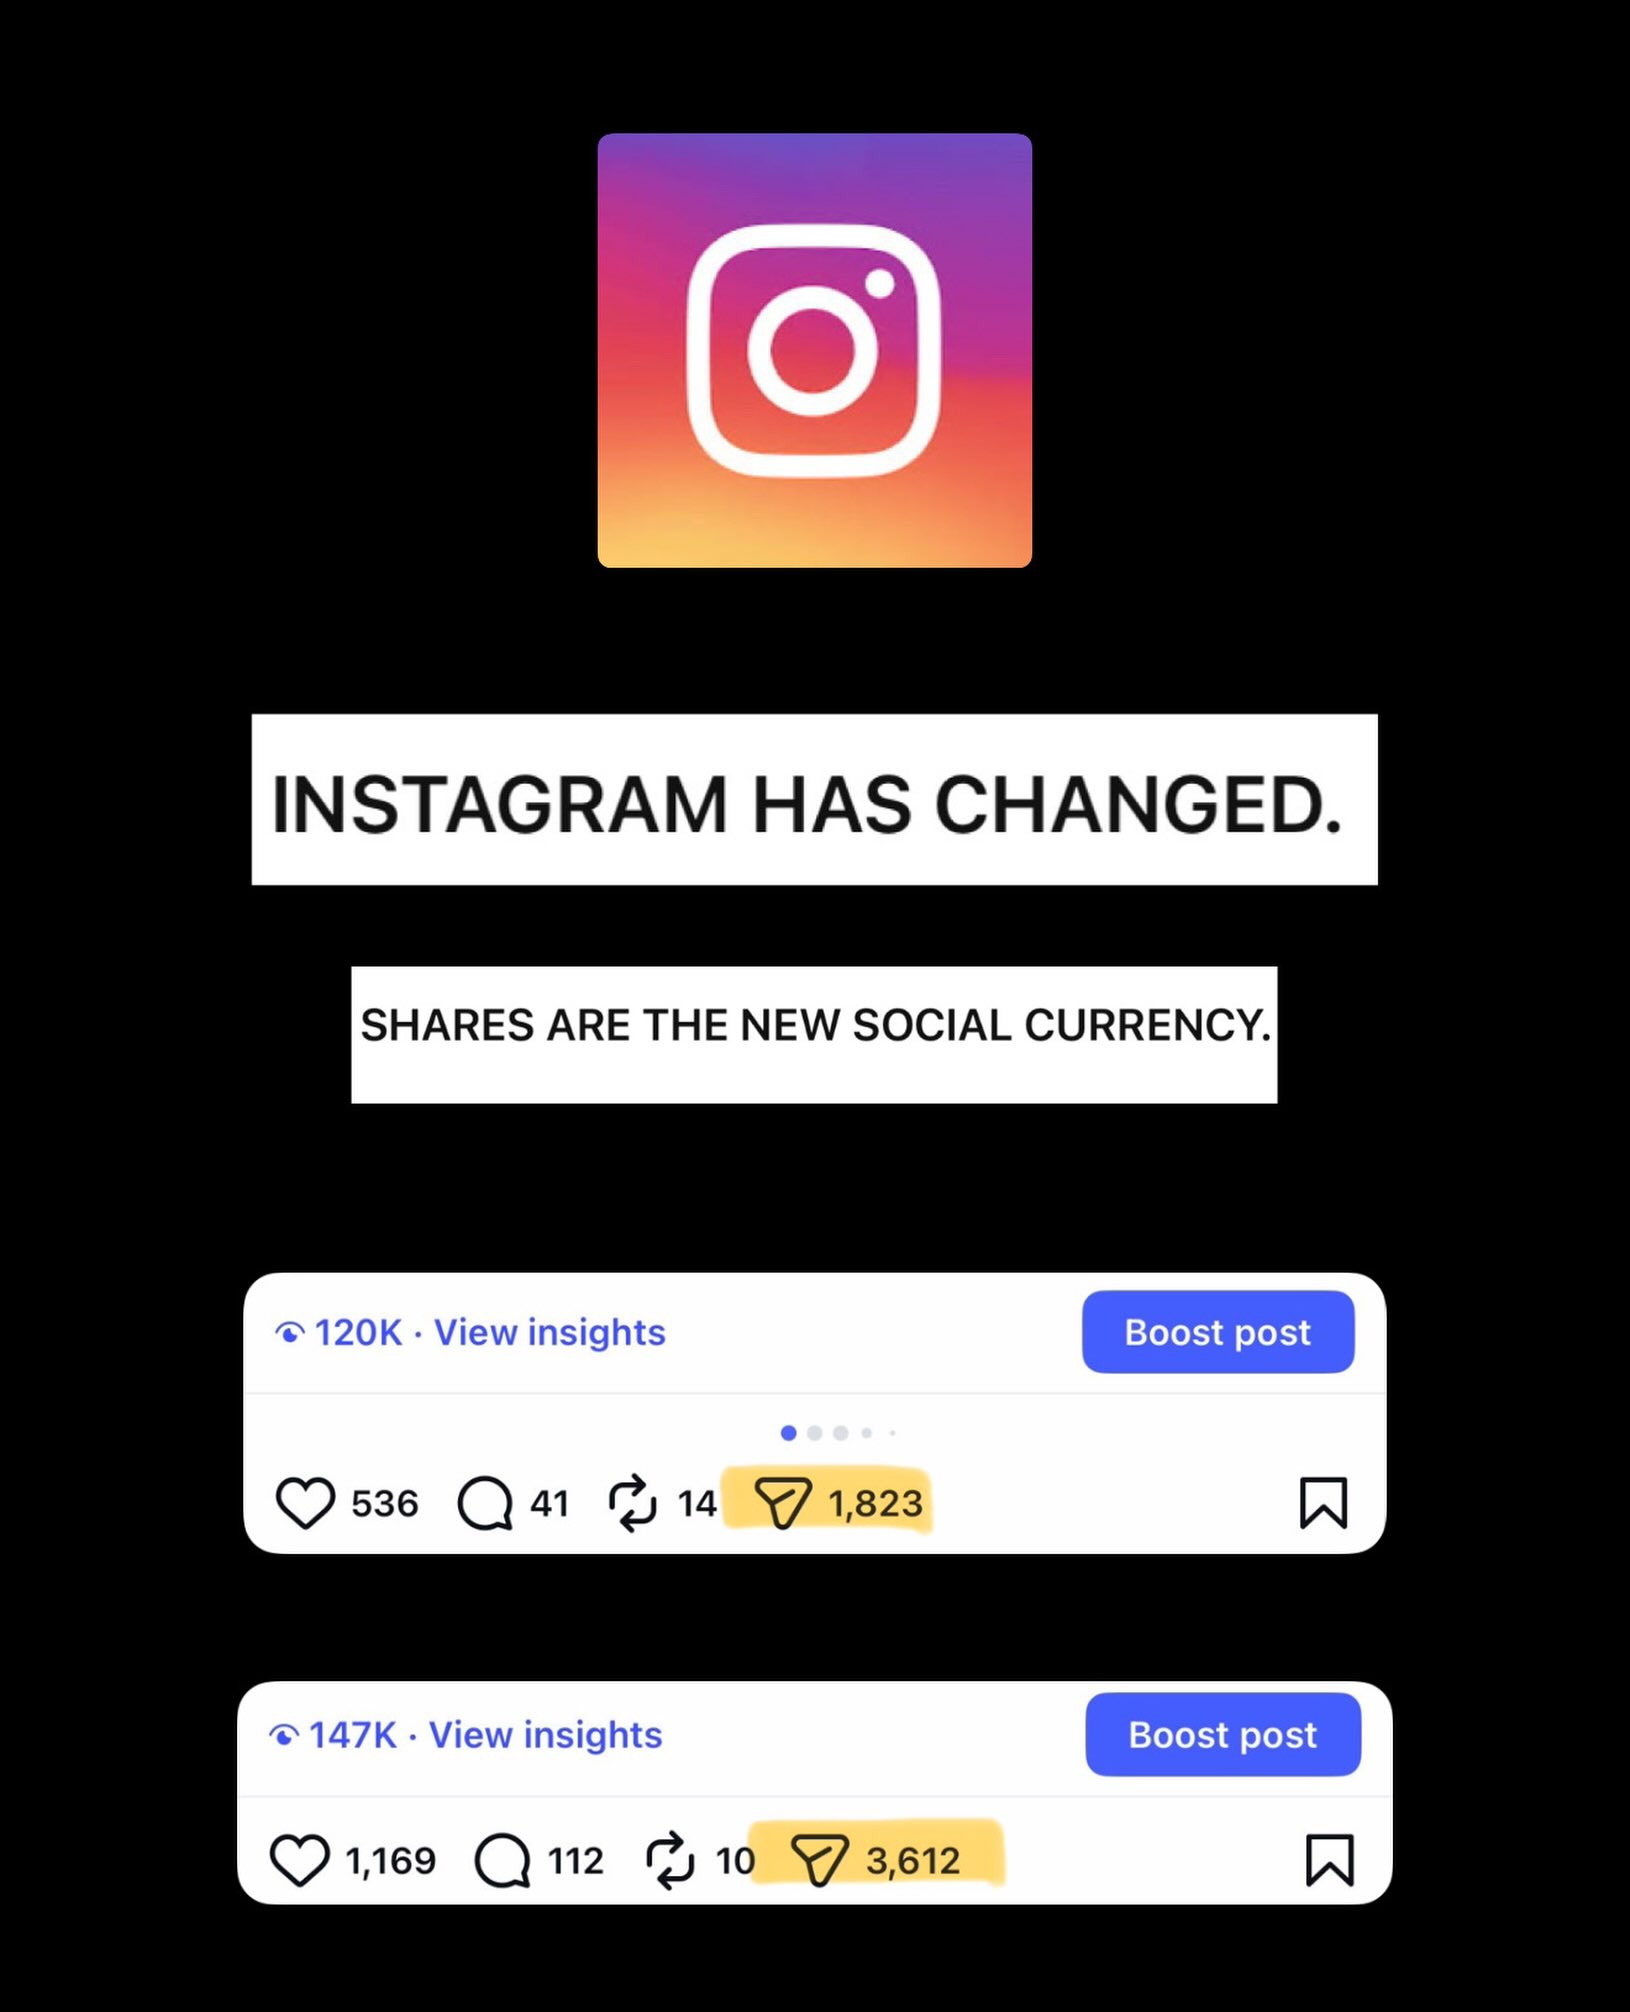 INSTAGRAM HAS CHANGED.
SHARES ARE THE NEW SOCIAL CURRENCY.
120K · View insights
Boost post
536 41 14 1,823
147K · View insights
Boost post
1,169 112 10 3,612